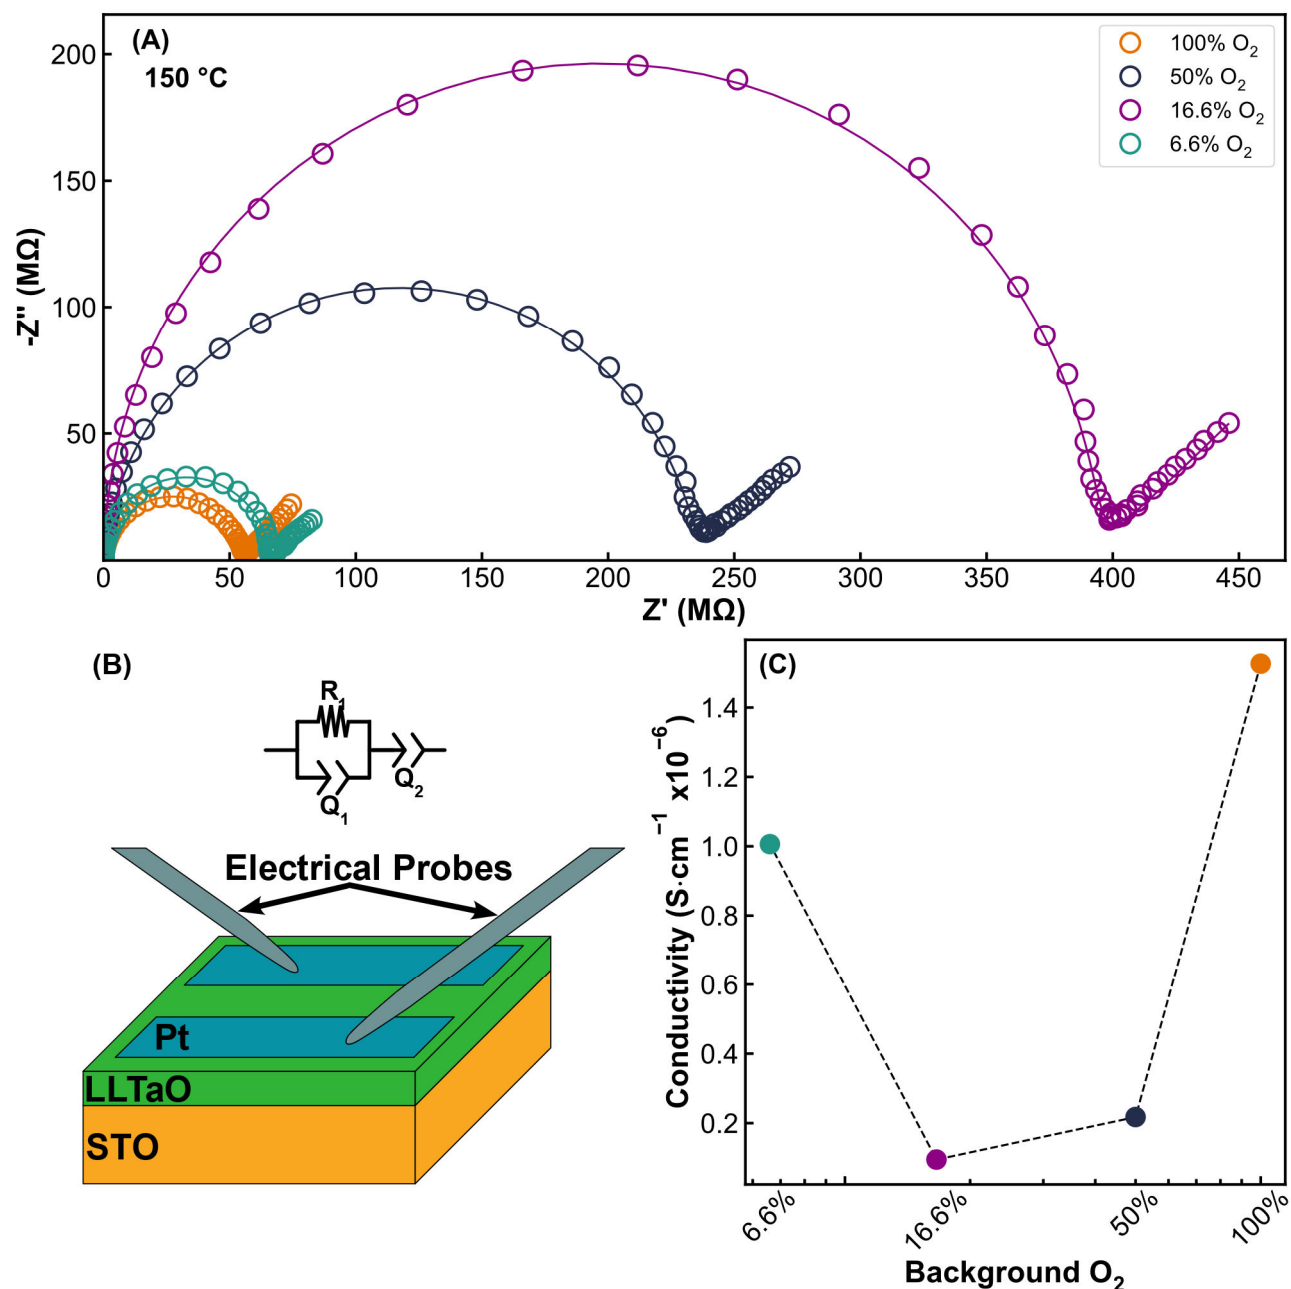 (A)
150 °C
100% O₂
50% O₂
16.6% O₂
6.6% O₂
200
150
100
50
-Z'' (MΩ)
0 50 100 150 200 250 300 350 400 450
Z' (MΩ)
(B)
R₁
Q₁
Q₂
Electrical Probes
Pt
LLTaO
STO
(C)
1.4
1.2
1.0
0.8
0.6
0.4
0.2
Conductivity (S·cm⁻¹ x10⁻⁶)
6.6% 16.6% 50% 100%
Background O₂